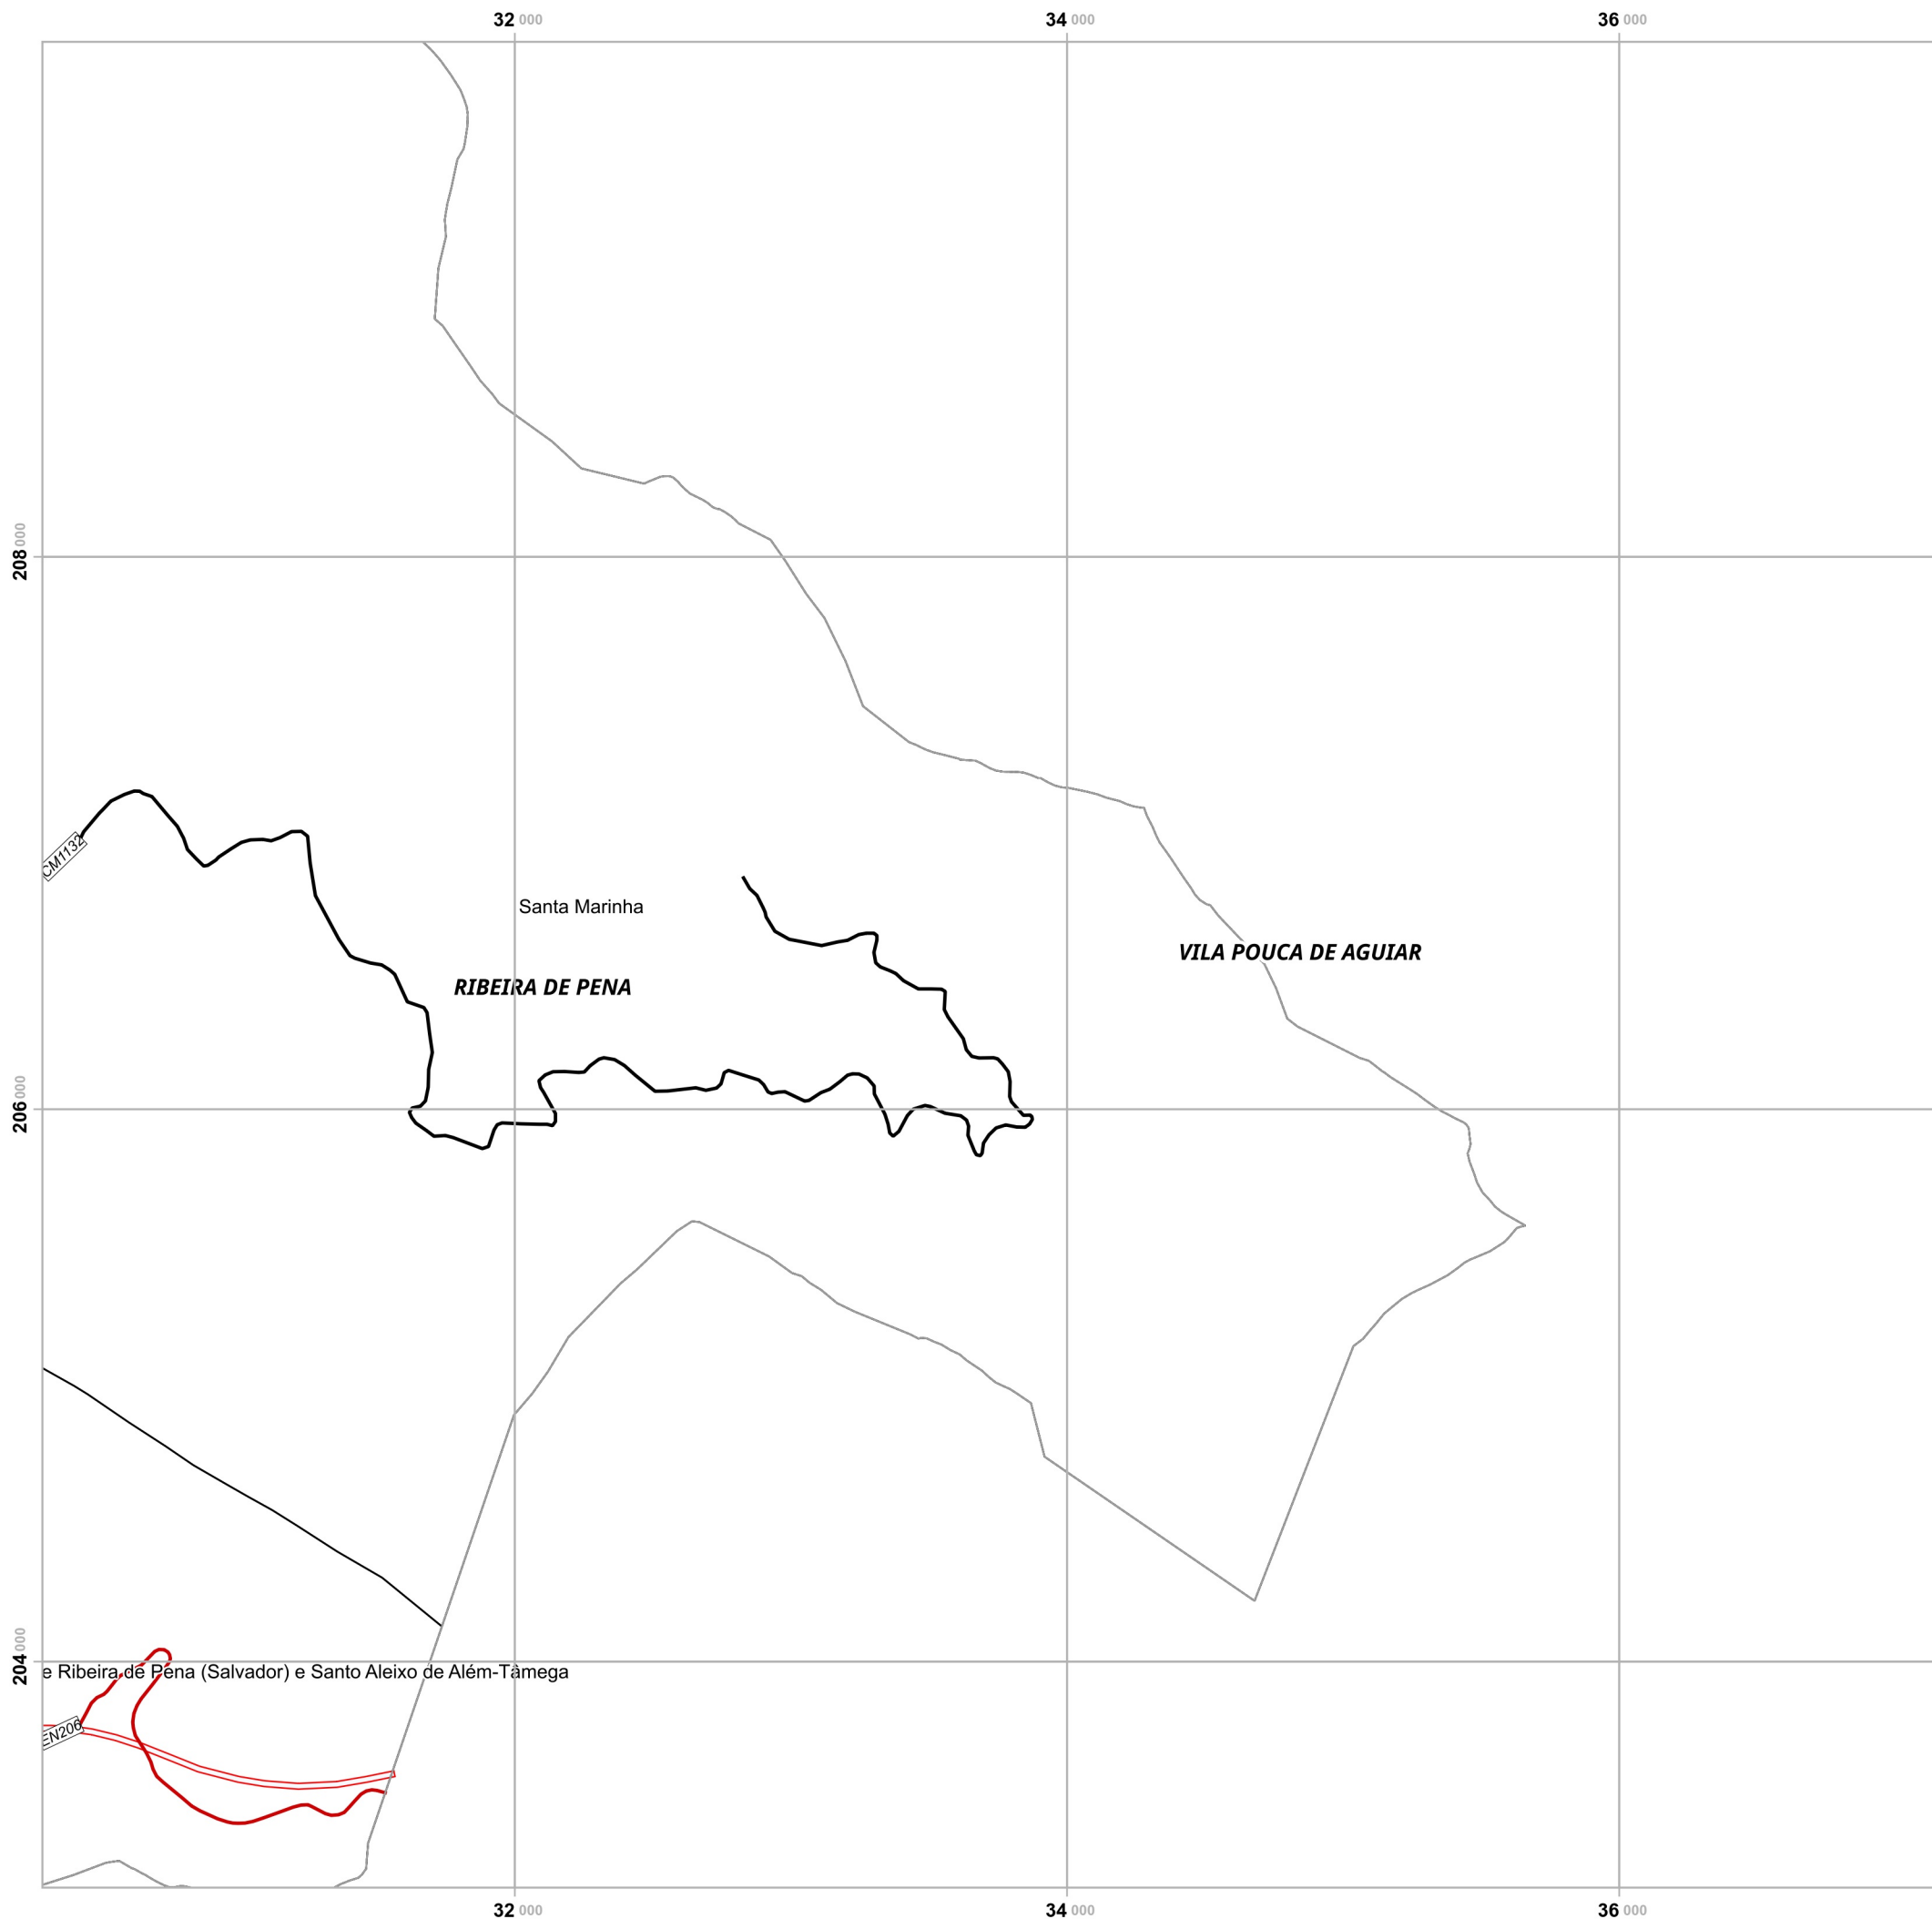 32 000
34 000
36 000
208 000
CM1132
Santa Marinha
VILA POUCA DE AGUIAR
RIBEIRA DE PENA
206 000
204 000
e Ribeira de Pena (Salvador) e Santo Aleixo de Além-Tâmega
EN206
32 000
34 000
36 000